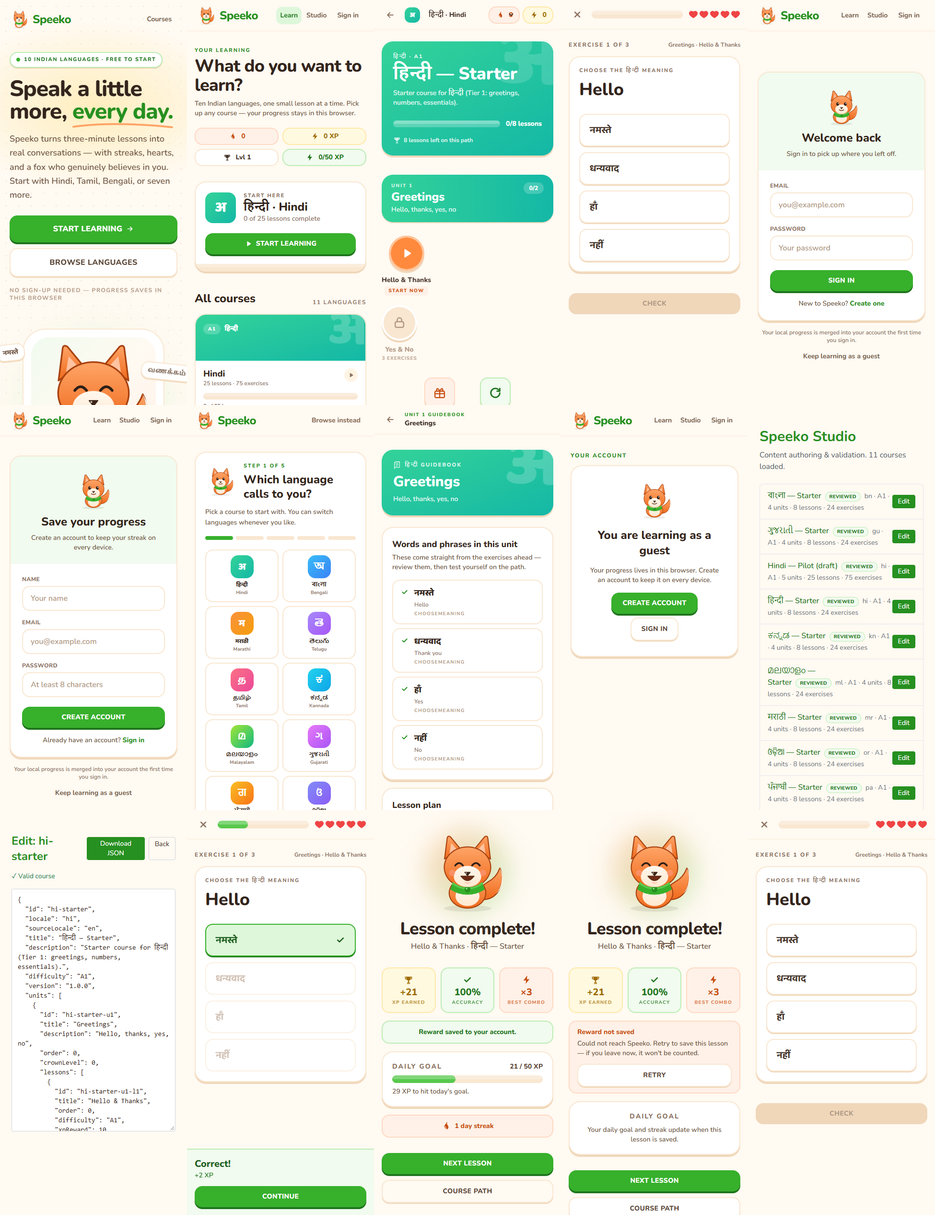 Speeko
Courses
10 INDIAN LANGUAGES · FREE TO START
Speak a little
more, every day.
Speeko turns three-minute lessons into
real conversations — with streaks, hearts,
and a fox who genuinely believes in you.
Start with Hindi, Tamil, Bengali, or seven
more.
START LEARNING →
BROWSE LANGUAGES
NO SIGN-UP NEEDED — PROGRESS SAVES IN
THIS BROWSER
नमस्ते
வணக்கம்
Speeko
Learn
Studio
Sign in
YOUR LEARNING
What do you want to
learn?
Ten Indian languages, one small lesson at a time. Pick
up any course — your progress stays in this browser.
0
0 XP
Lvl 1
0/50 XP
अ
START HERE
हिन्दी · Hindi
0 of 25 lessons complete
START LEARNING
All courses
11 LANGUAGES
A1
हिन्दी
अ
Hindi
25 lessons · 75 exercises
←
अ
हिन्दी · Hindi
0
हिन्दी · A1
हिन्दी — Starter
Starter course for हिन्दी (Tier 1: greetings,
numbers, essentials).
0/8 lessons
8 lessons left on this path
UNIT 1
Greetings
Hello, thanks, yes, no
0/2
Hello & Thanks
START NOW
Yes & No
3 EXERCISES
EXERCISE 1 OF 3
Greetings · Hello & Thanks
CHOOSE THE हिन्दी MEANING
Hello
नमस्ते
धन्यवाद
हाँ
नहीं
CHECK
Speeko
Learn
Studio
Sign in
Welcome back
Sign in to pick up where you left off.
EMAIL
you@example.com
PASSWORD
Your password
SIGN IN
New to Speeko? Create one
Your local progress is merged into your account the first time
you sign in.
Keep learning as a guest
Speeko
Learn
Studio
Sign in
Save your progress
Create an account to keep your streak on
every device.
NAME
Your name
EMAIL
you@example.com
PASSWORD
At least 8 characters
CREATE ACCOUNT
Already have an account? Sign in
Your local progress is merged into your account the first time
you sign in.
Keep learning as a guest
Speeko
Browse instead
STEP 1 OF 5
Which language
calls to you?
Pick a course to start with. You can switch
languages whenever you like.
अ
हिन्दी
Hindi
অ
বাংলা
Bengali
म
मराठी
Marathi
తె
తెలుగు
Telugu
த
தமிழ்
Tamil
ಕ
ಕನ್ನಡ
Kannada
മ
മലയാളം
Malayalam
ગ
ગુજરાતી
Gujarati
ਗ
ଓ
←
UNIT 1 GUIDEBOOK
Greetings
अ
हिन्दी GUIDEBOOK
Greetings
Hello, thanks, yes, no
Words and phrases in this unit
These come straight from the exercises ahead —
review them, then test yourself on the path.
नमस्ते
Hello
CHOOSEMEANING
धन्यवाद
Thank you
CHOOSEMEANING
हाँ
Yes
CHOOSEMEANING
नहीं
No
CHOOSEMEANING
Lesson plan
Speeko
Learn
Studio
Sign in
YOUR ACCOUNT
You are learning as a
guest
Your progress lives in this browser. Create
an account to keep it on every device.
CREATE ACCOUNT
SIGN IN
Speeko Studio
Content authoring & validation. 11 courses
loaded.
বাংলা — Starter REVIEWED bn · A1 ·
4 units · 8 lessons · 24 exercises
Edit
ગુજરાતી — Starter REVIEWED gu ·
A1 · 4 units · 8 lessons · 24 exercises
Edit
Hindi — Pilot (draft) REVIEWED hi ·
A1 · 5 units · 25 lessons · 75 exercises
Edit
हिन्दी — Starter REVIEWED hi · A1 · 4
units · 8 lessons · 24 exercises
Edit
ಕನ್ನಡ — Starter REVIEWED kn · A1
· 4 units · 8 lessons · 24 exercises
Edit
മലയാളം —
Starter REVIEWED ml · A1 · 4 units · 8
lessons · 24 exercises
Edit
मराठी — Starter REVIEWED mr · A1 ·
4 units · 8 lessons · 24 exercises
Edit
ଓଡ଼ିଆ — Starter REVIEWED or · A1 ·
4 units · 8 lessons · 24 exercises
Edit
ਪੰਜਾਬੀ — Starter REVIEWED pa · A1 ·
4 units · 8 lessons · 24 exercises
Edit
Edit: hi-
starter
Download
JSON
Back
✓ Valid course
{
"id": "hi-starter",
"locale": "hi",
"sourceLocale": "en",
"title": "हिन्दी — Starter",
"description": "Starter course for हिन्दी
(Tier 1: greetings, numbers,
essentials).",
"difficulty": "A1",
"version": "1.0.0",
"units": [
{
"id": "hi-starter-u1",
"title": "Greetings",
"description": "Hello, thanks, yes,
no",
"order": 0,
"crownLevel": 0,
"lessons": [
{
"id": "hi-starter-u1-l1",
"title": "Hello & Thanks",
"order": 0,
"difficulty": "A1",
"xpReward": 10,
EXERCISE 1 OF 3
Greetings · Hello & Thanks
CHOOSE THE हिन्दी MEANING
Hello
नमस्ते
धन्यवाद
हाँ
नहीं
Correct!
+2 XP
CONTINUE
Lesson complete!
Hello & Thanks · हिन्दी — Starter
+21
XP EARNED
100%
ACCURACY
×3
BEST COMBO
Reward saved to your account.
DAILY GOAL
21 / 50 XP
29 XP to hit today's goal.
1 day streak
NEXT LESSON
COURSE PATH
Lesson complete!
Hello & Thanks · हिन्दी — Starter
+21
XP EARNED
100%
ACCURACY
×3
BEST COMBO
Reward not saved
Could not reach Speeko. Retry to save this lesson
— if you leave now, it won't be counted.
RETRY
DAILY GOAL
Your daily goal and streak update when this
lesson is saved.
NEXT LESSON
COURSE PATH
EXERCISE 1 OF 3
Greetings · Hello & Thanks
CHOOSE THE हिन्दी MEANING
Hello
नमस्ते
धन्यवाद
हाँ
नहीं
CHECK